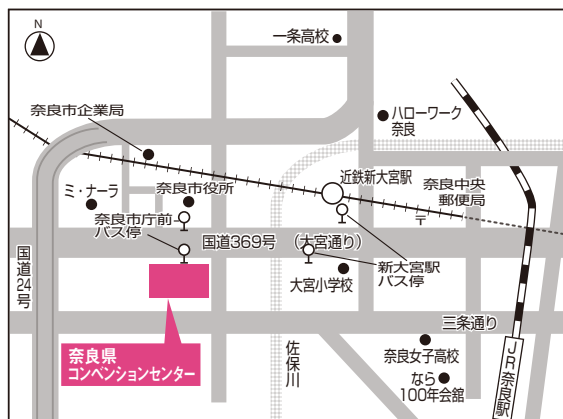 N
一条高校
ハローワーク
奈良
奈良市企業局
近鉄新大宮駅
奈良中央
郵便局
〒
ミ・ナーラ
奈良市役所
奈良市庁前
バス停
国道369号 (大宮通り)
新大宮駅
バス停
大宮小学校
国道24号
三条通り
奈良県
コンベンションセンター
佐保川
奈良女子高校
なら
100年会館
JR奈良駅